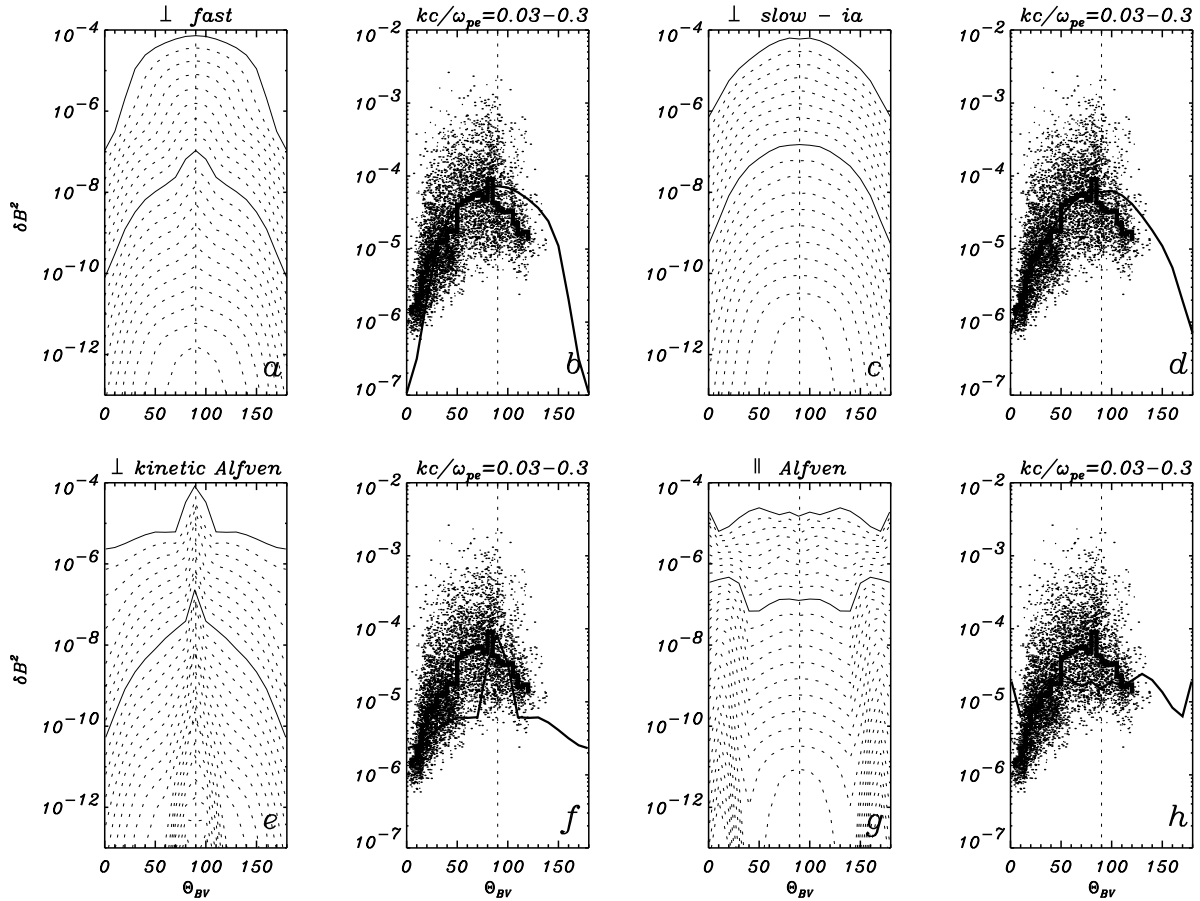 ⊥ fast
kc/ω_pe=0.03−0.3
⊥ slow − ia
kc/ω_pe=0.03−0.3
δB²
10⁻⁴
10⁻⁶
10⁻⁸
10⁻¹⁰
10⁻¹²
a
0 50 100 150
10⁻²
10⁻³
10⁻⁴
10⁻⁵
10⁻⁶
10⁻⁷
b
0 50 100 150
10⁻⁴
10⁻⁶
10⁻⁸
10⁻¹⁰
10⁻¹²
c
0 50 100 150
10⁻²
10⁻³
10⁻⁴
10⁻⁵
10⁻⁶
10⁻⁷
d
0 50 100 150
⊥ kinetic Alfven
kc/ω_pe=0.03−0.3
∥ Alfven
kc/ω_pe=0.03−0.3
δB²
10⁻⁴
10⁻⁶
10⁻⁸
10⁻¹⁰
10⁻¹²
e
0 50 100 150
Θ_BV
10⁻²
10⁻³
10⁻⁴
10⁻⁵
10⁻⁶
10⁻⁷
f
0 50 100 150
Θ_BV
10⁻⁴
10⁻⁶
10⁻⁸
10⁻¹⁰
10⁻¹²
g
0 50 100 150
Θ_BV
10⁻²
10⁻³
10⁻⁴
10⁻⁵
10⁻⁶
10⁻⁷
h
0 50 100 150
Θ_BV